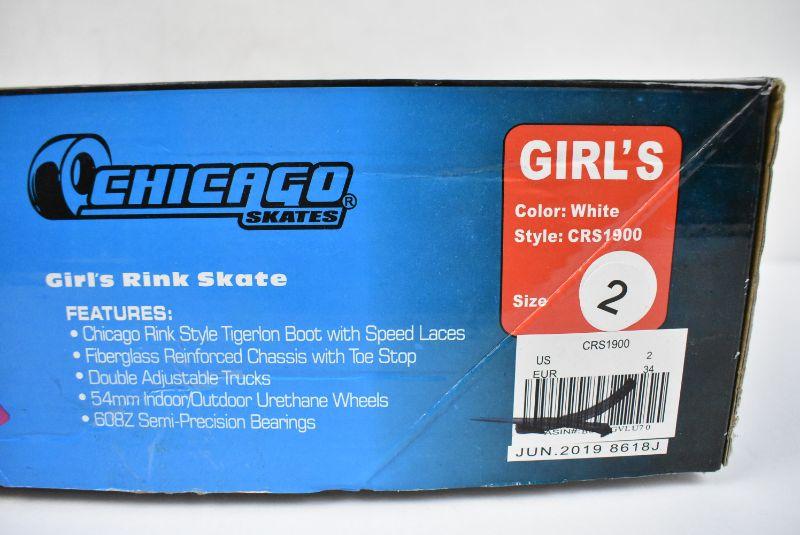 CHICAGO
SKATES®
Girl's Rink Skate
FEATURES:
• Chicago Rink Style Tigerlon Boot with Speed Laces
• Fiberglass Reinforced Chassis with Toe Stop
• Double Adjustable Trucks
• 54mm Indoor/Outdoor Urethane Wheels
• 608Z Semi-Precision Bearings
GIRL'S
Color: White
Style: CRS1900
Size 2
CRS1900
US 2
EUR 34
ASIN#:
JUN.2019 8618J